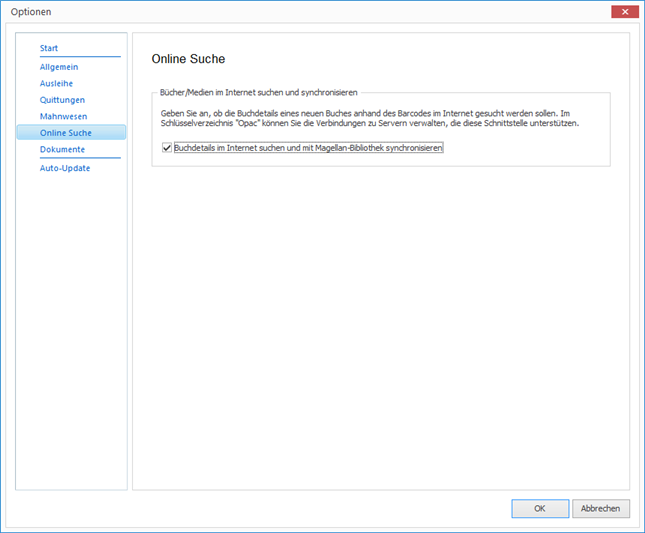 Optionen
Start
Allgemein
Ausleihe
Quittungen
Mahnwesen
Online Suche
Dokumente
Auto-Update
Online Suche
Bücher/Medien im Internet suchen und synchronisieren
Geben Sie an, ob die Buchdetails eines neuen Buches anhand des Barcodes im Internet gesucht werden sollen. Im
Schlüsselverzeichnis "Opac" können Sie die Verbindungen zu Servern verwalten, die diese Schnittstelle unterstützen.
Buchdetails im Internet suchen und mit Magellan-Bibliothek synchronisieren
OK
Abbrechen